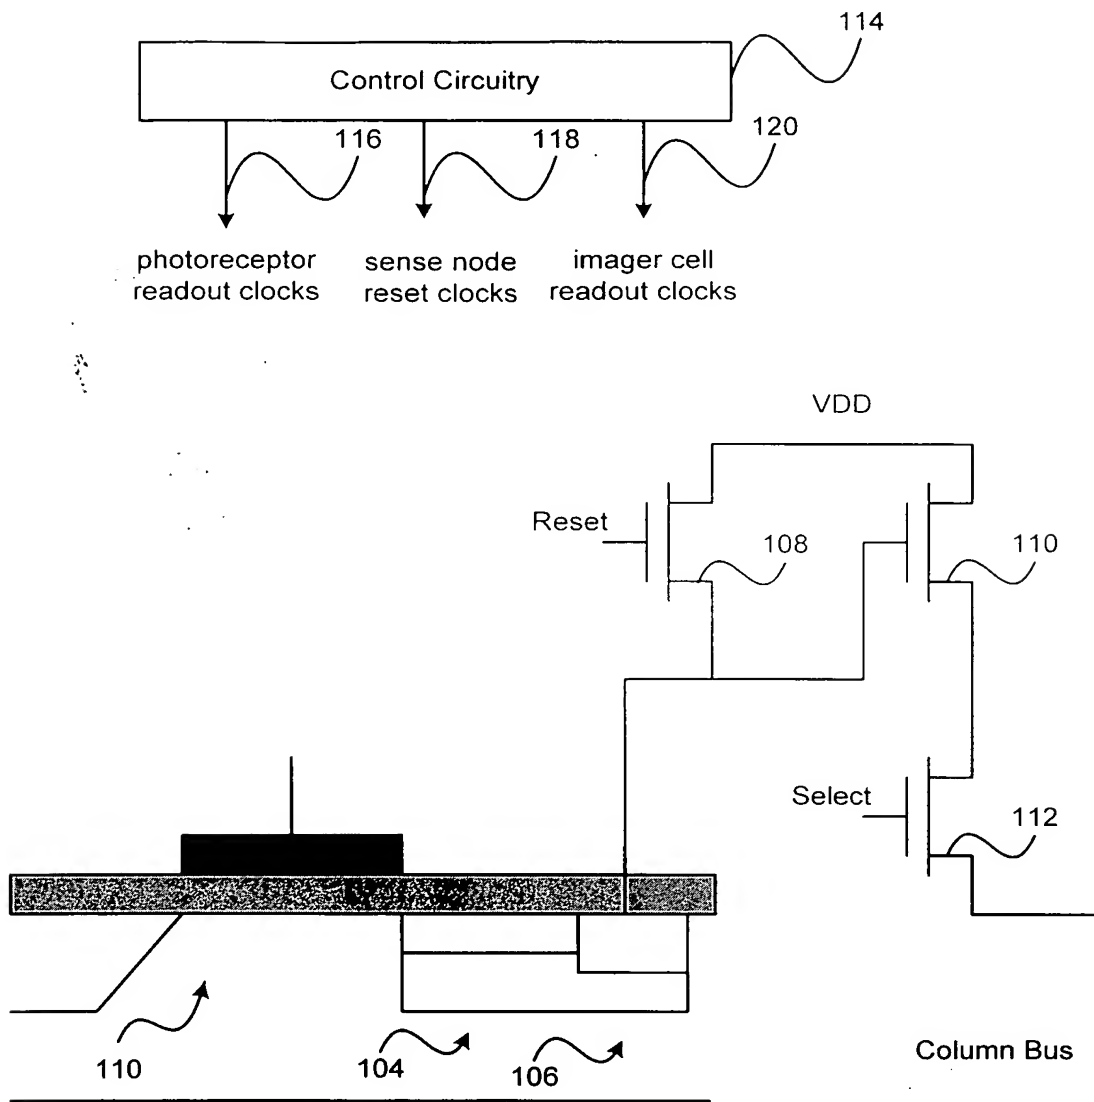 114
Control Circuitry
116
118
120
photoreceptor
readout clocks
sense node
reset clocks
imager cell
readout clocks
VDD
Reset
108
110
Select
112
110
104
106
Column Bus